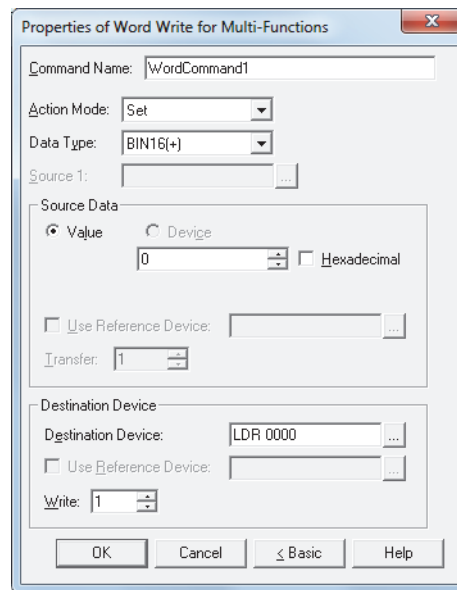 Properties of Word Write for Multi-Functions
Command Name: WordCommand1
Action Mode: Set
Data Type: BIN16(+)
Source 1: ...
Source Data
Value Device
0 Hexadecimal
Use Reference Device: ...
Transfer: 1
Destination Device
Destination Device: LDR 0000 ...
Use Reference Device: ...
Write: 1
OK Cancel < Basic Help